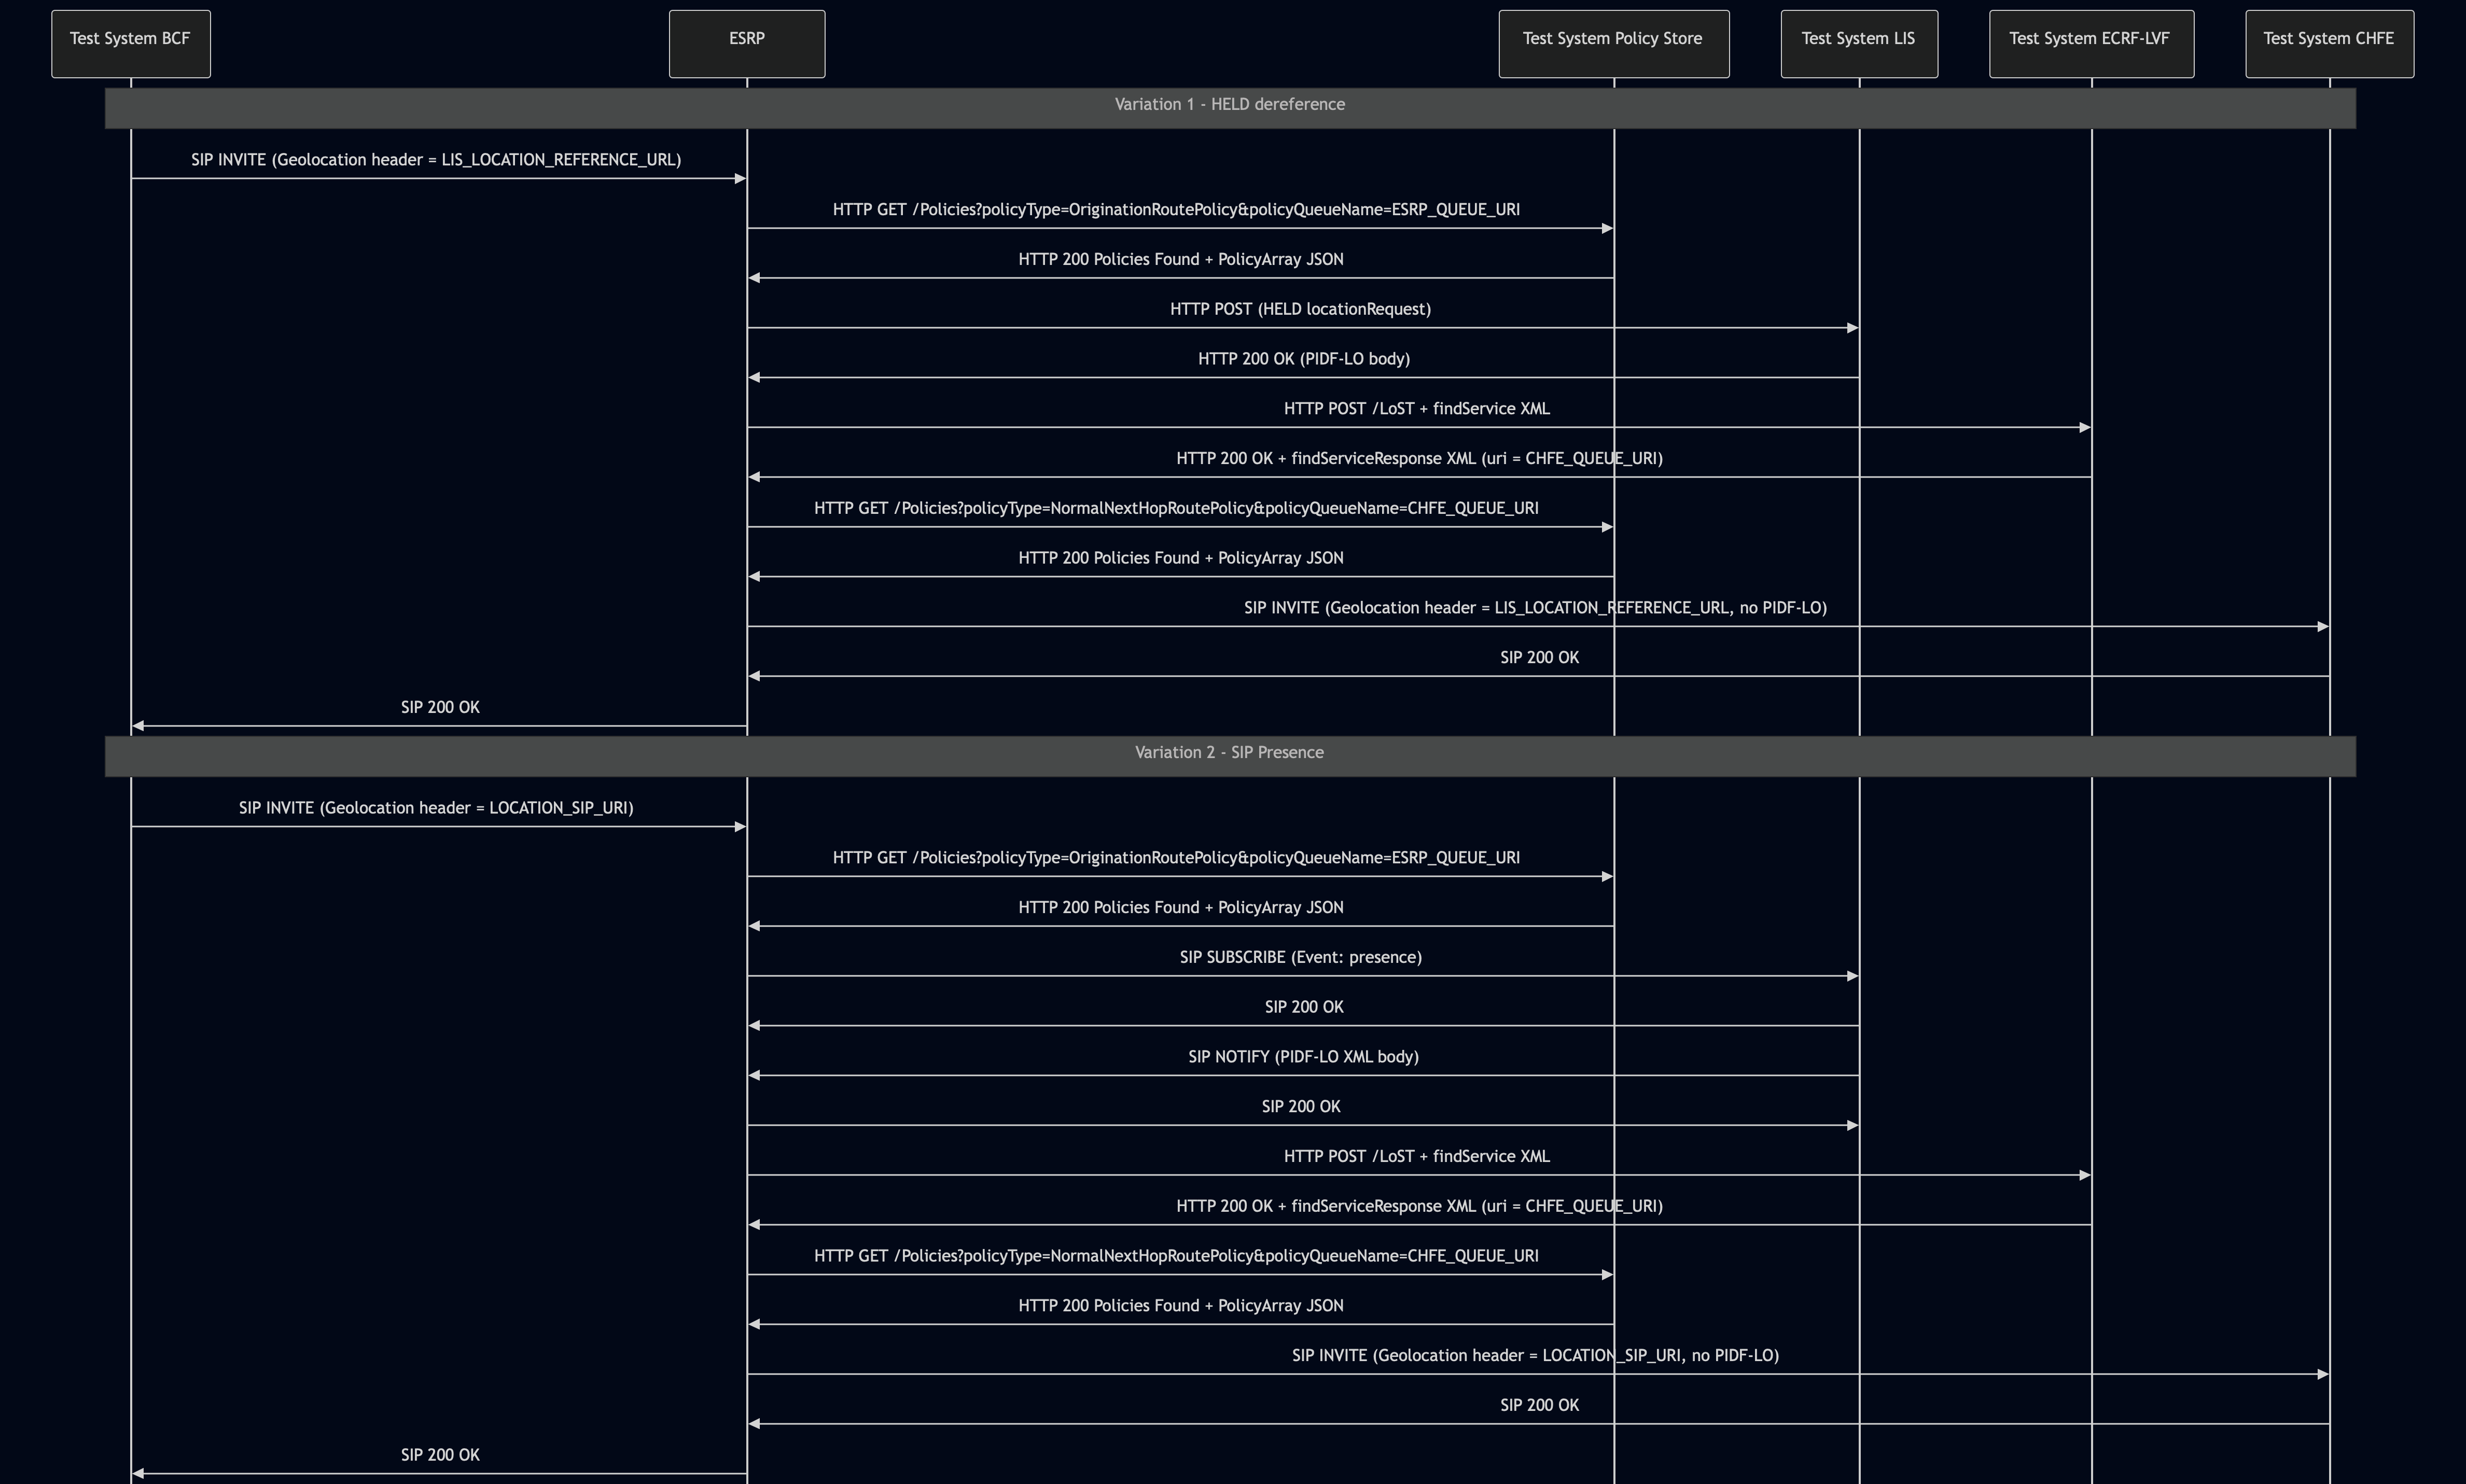 Test System BCF
ESRP
Test System Policy Store
Test System LIS
Test System ECRF-LVF
Test System CHFE
Variation 1 - HELD dereference
SIP INVITE (Geolocation header = LIS_LOCATION_REFERENCE_URL)
HTTP GET /Policies?policyType=OriginationRoutePolicy&policyQueueName=ESRP_QUEUE_URI
HTTP 200 Policies Found + PolicyArray JSON
HTTP POST (HELD locationRequest)
HTTP 200 OK (PIDF-LO body)
HTTP POST /LoST + findService XML
HTTP 200 OK + findServiceResponse XML (uri = CHFE_QUEUE_URI)
HTTP GET /Policies?policyType=NormalNextHopRoutePolicy&policyQueueName=CHFE_QUEUE_URI
HTTP 200 Policies Found + PolicyArray JSON
SIP INVITE (Geolocation header = LIS_LOCATION_REFERENCE_URL, no PIDF-LO)
SIP 200 OK
SIP 200 OK
Variation 2 - SIP Presence
SIP INVITE (Geolocation header = LOCATION_SIP_URI)
HTTP GET /Policies?policyType=OriginationRoutePolicy&policyQueueName=ESRP_QUEUE_URI
HTTP 200 Policies Found + PolicyArray JSON
SIP SUBSCRIBE (Event: presence)
SIP 200 OK
SIP NOTIFY (PIDF-LO XML body)
SIP 200 OK
HTTP POST /LoST + findService XML
HTTP 200 OK + findServiceResponse XML (uri = CHFE_QUEUE_URI)
HTTP GET /Policies?policyType=NormalNextHopRoutePolicy&policyQueueName=CHFE_QUEUE_URI
HTTP 200 Policies Found + PolicyArray JSON
SIP INVITE (Geolocation header = LOCATION_SIP_URI, no PIDF-LO)
SIP 200 OK
SIP 200 OK